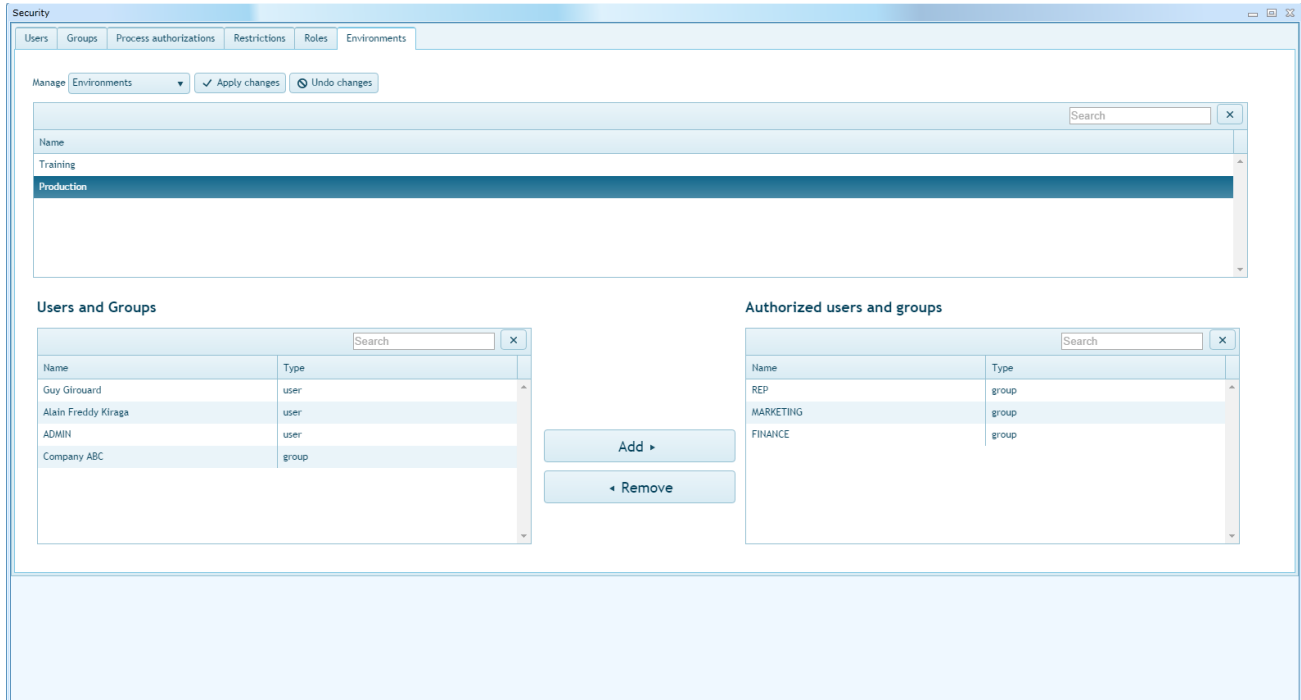 Security
Users Groups Process authorizations Restrictions Roles Environments
Manage Environments Apply changes Undo changes
Search
Name
Training
Production
Users and Groups
Search
Name Type
Guy Girouard user
Alain Freddy Kiraga user
ADMIN user
Company ABC group
Add
Remove
Authorized users and groups
Search
Name Type
REP group
MARKETING group
FINANCE group